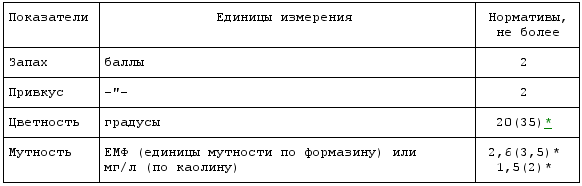 Показатели Единицы измерения Нормативы,
не более
Запах баллы 2
Привкус -"- 2
Цветность градусы 20(35)*
Мутность ЕМФ (единицы мутности по формазину) или 2,6(3,5)*
мг/л (по каолину) 1,5(2)*